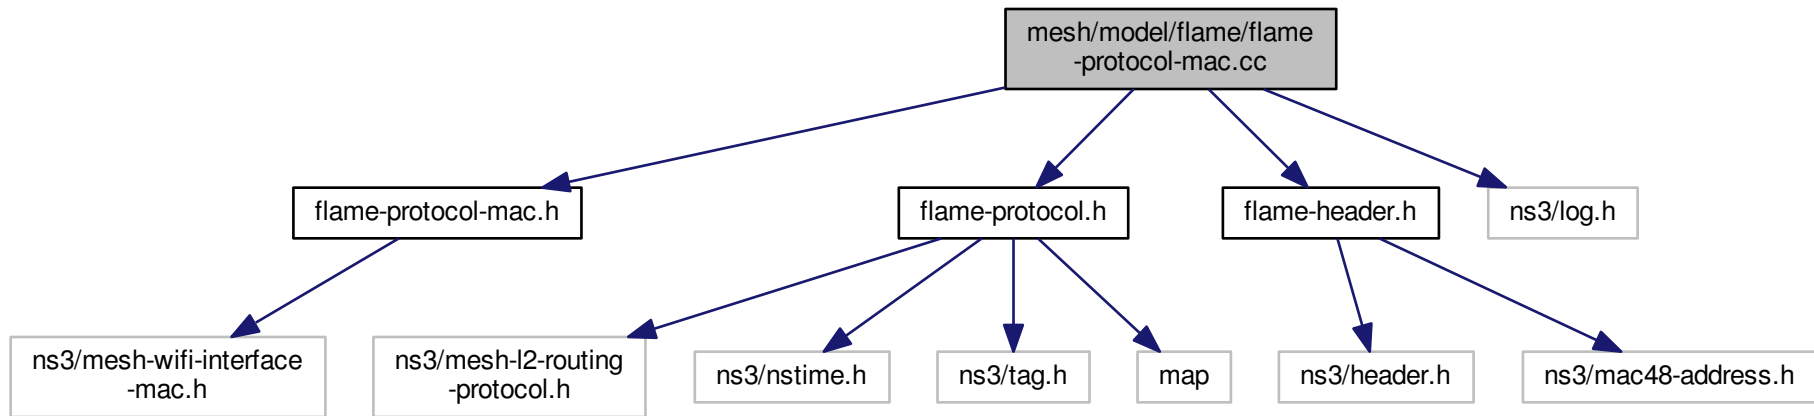 mesh/model/flame/flame
-protocol-mac.cc
flame-protocol-mac.h
flame-protocol.h
flame-header.h
ns3/log.h
ns3/mesh-wifi-interface
-mac.h
ns3/mesh-l2-routing
-protocol.h
ns3/nstime.h
ns3/tag.h
map
ns3/header.h
ns3/mac48-address.h